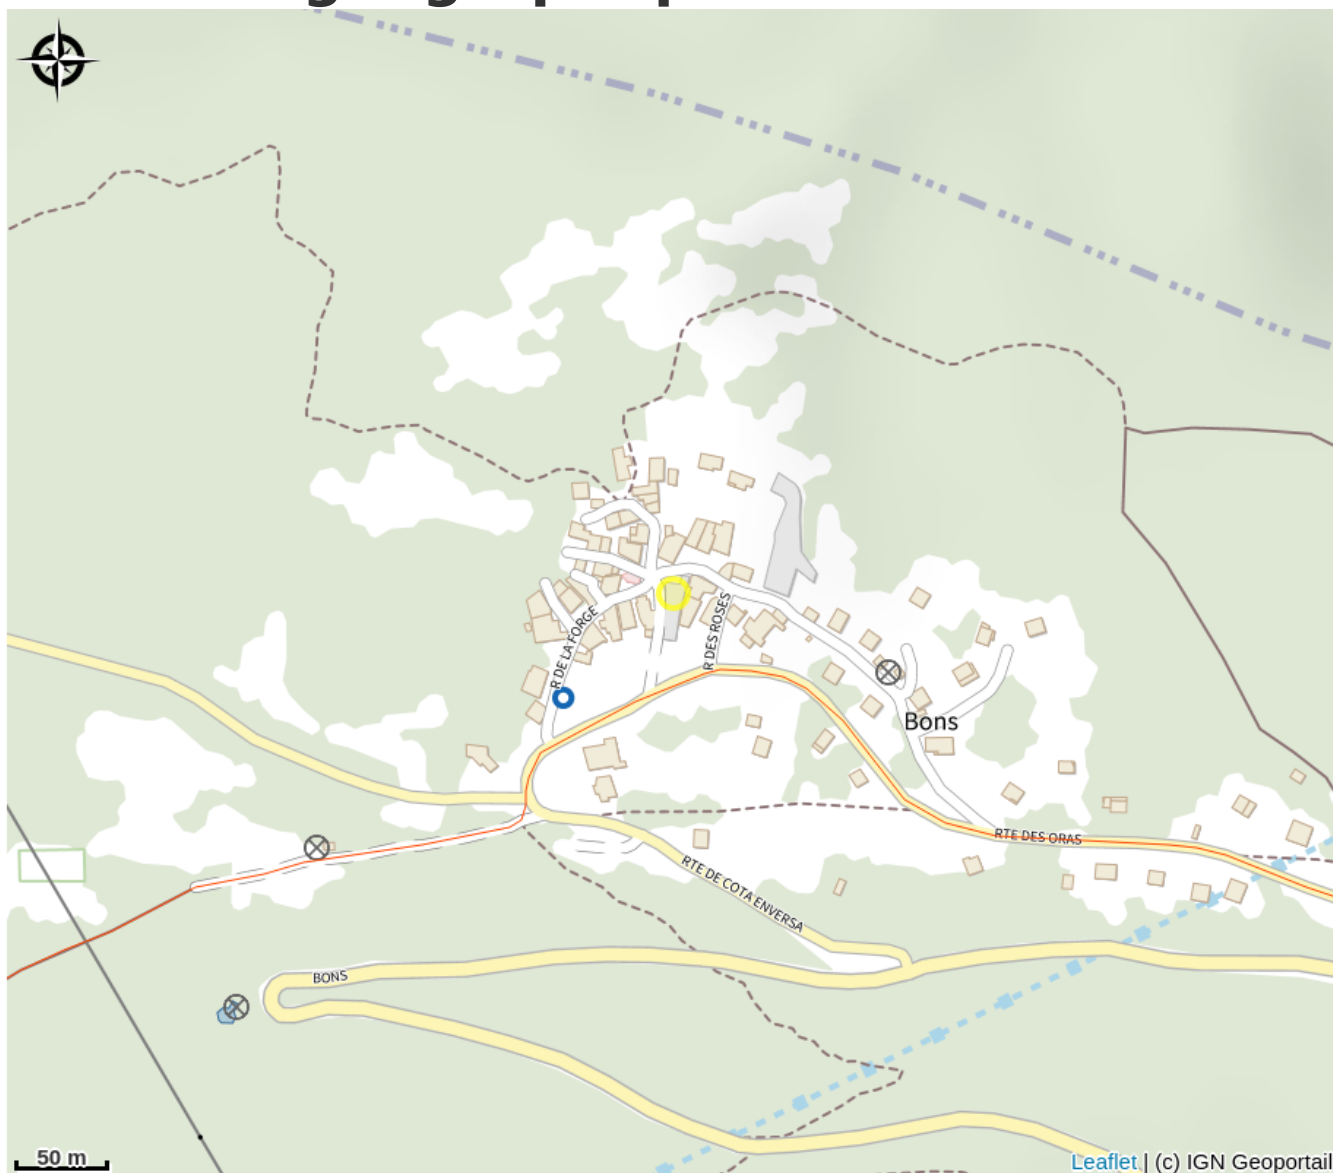 R DES ROSES
R DE LA FORGE
Bons
RTE DES ORAS
RTE DE COTA ENVERSA
BONS
50 m
Leaflet | (c) IGN Geoportail